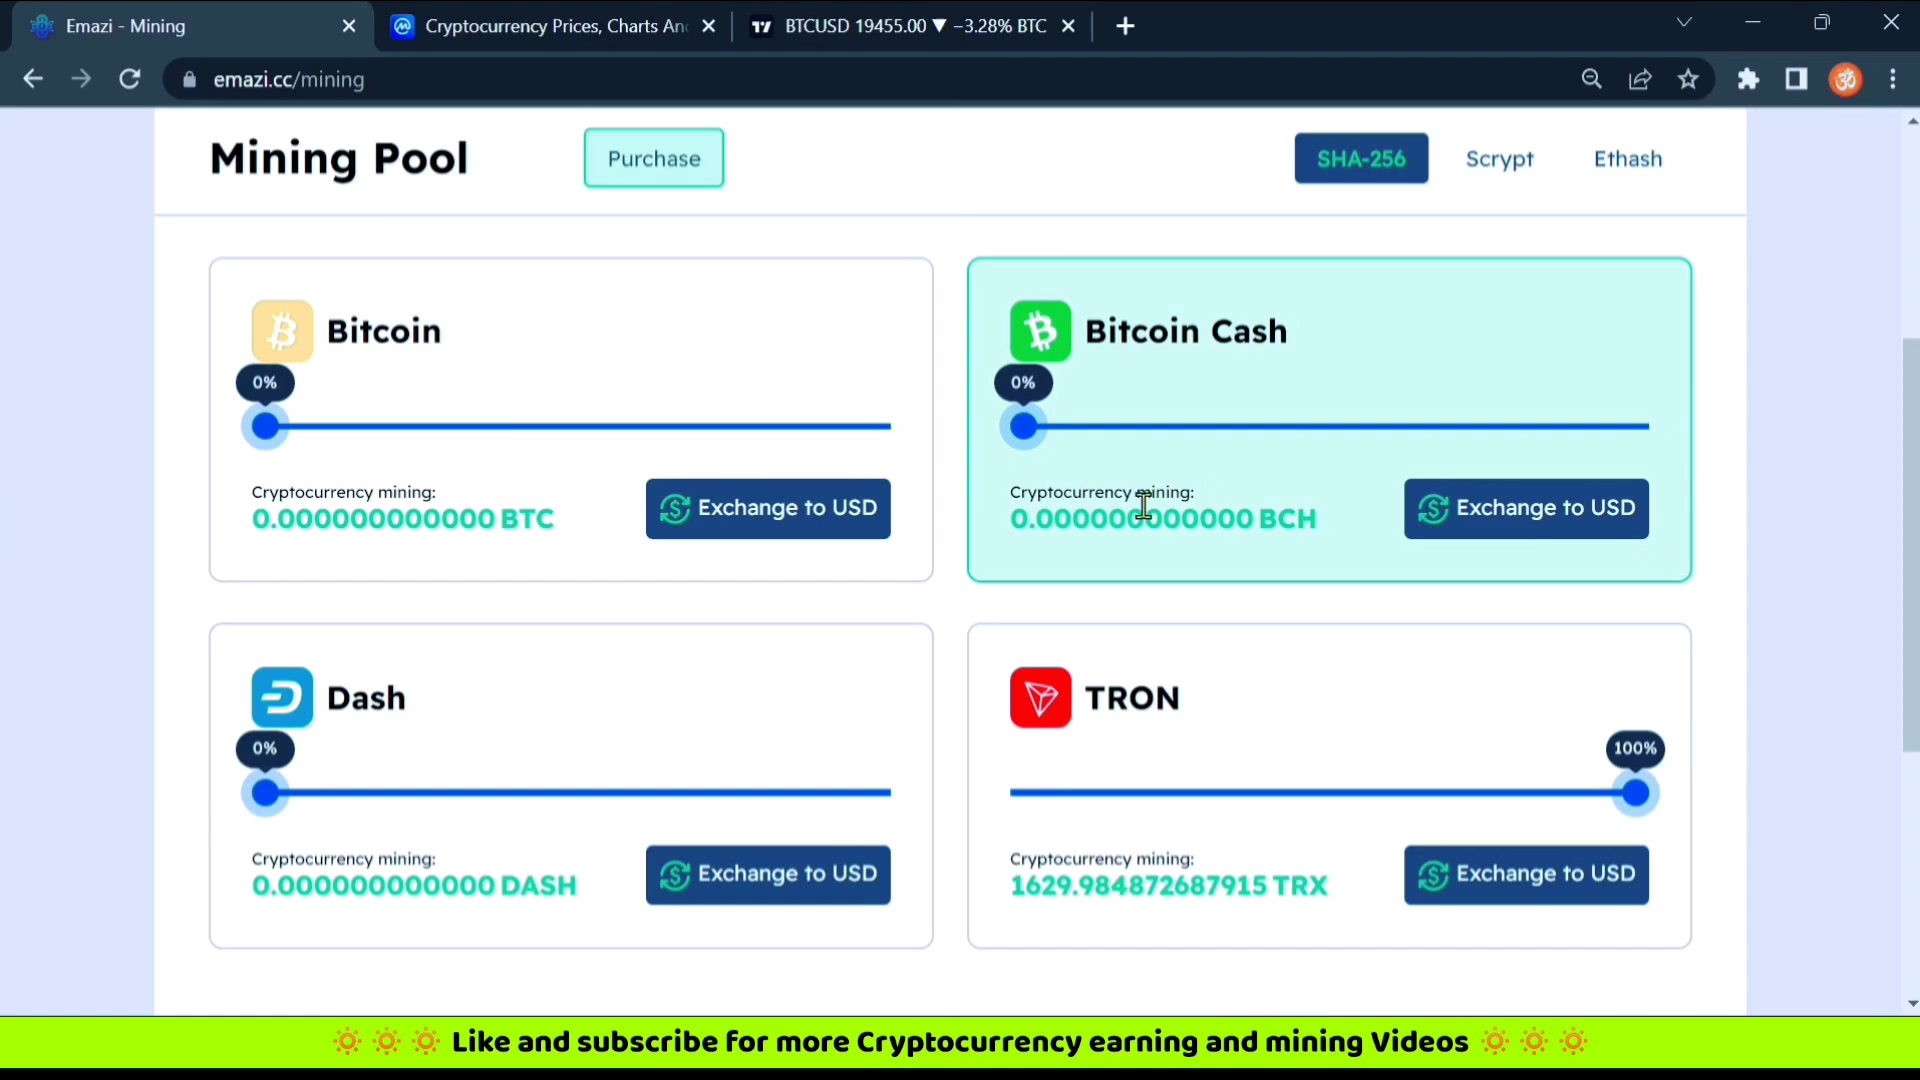 Emazi - Mining
Cryptocurrency Prices, Charts An
BTCUSD 19455.00 ▼ −3.28% BTC
emazi.cc/mining
Mining Pool
Purchase
SHA-256
Scrypt
Ethash
Bitcoin
0%
Cryptocurrency mining:
0.000000000000 BTC
Exchange to USD
Bitcoin Cash
0%
Cryptocurrency mining:
0.000000000000 BCH
Exchange to USD
Dash
0%
Cryptocurrency mining:
0.000000000000 DASH
Exchange to USD
TRON
100%
Cryptocurrency mining:
1629.984872687915 TRX
Exchange to USD
🔅 🔅 🔅 Like and subscribe for more Cryptocurrency earning and mining Videos 🔅 🔅 🔅